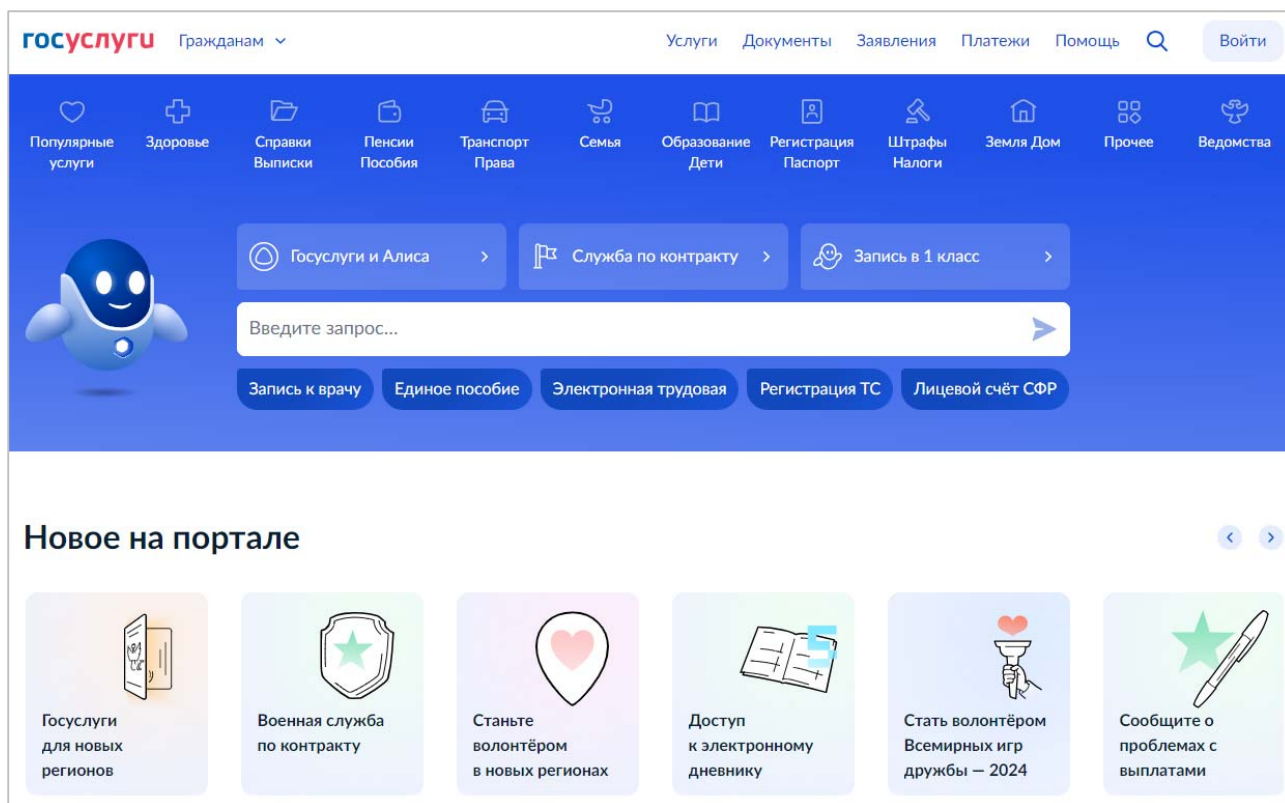 госуслуги Гражданам Услуги Документы Заявления Платежи Помощь Войти
Популярные услуги
Здоровье
Справки Выписки
Пенсии Пособия
Транспорт Права
Семья
Образование Дети
Регистрация Паспорт
Штрафы Налоги
Земля Дом
Прочее
Ведомства
Госуслуги и Алиса
Служба по контракту
Запись в 1 класс
Введите запрос...
Запись к врачу
Единое пособие
Электронная трудовая
Регистрация ТС
Лицевой счёт СФР
Новое на портале
Госуслуги
для новых
регионов
Военная служба
по контракту
Станьте
волонтёром
в новых регионах
5
Доступ
к электронному
дневнику
Стать волонтёром
Всемирных игр
дружбы — 2024
Сообщите о
проблемах с
выплатами